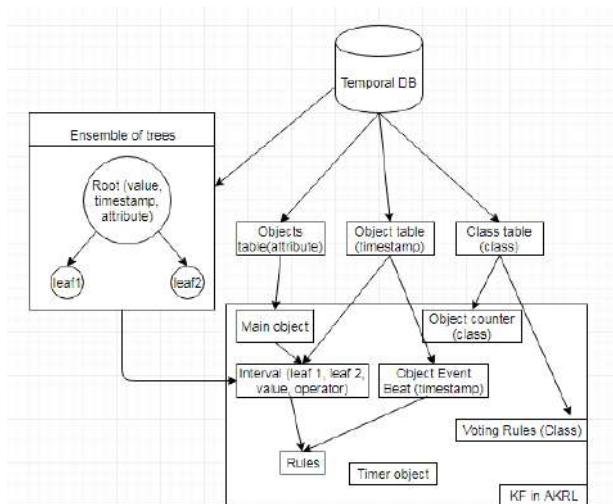 Temporal DB
Ensemble of trees
Root (value,
timestamp,
attribute)
leaf1
leaf2
Objects
table(attribute)
Object table
(timestamp)
Class table
(class)
Main object
Object counter
(class)
Interval (leaf 1, leaf 2,
value, operator)
Object Event
Beat (timestamp)
Voting Rules (Class)
Rules
Timer object
KF in AKRL